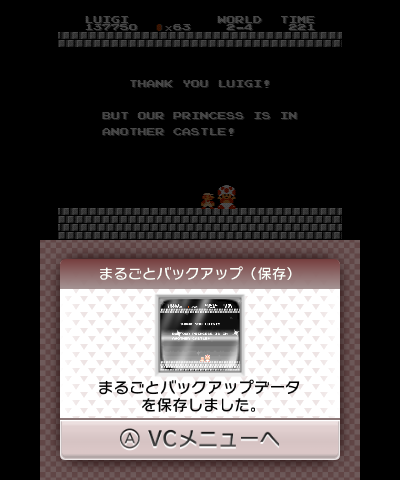 LUIGI WORLD TIME
137750 ×63 2-4 221
THANK YOU LUIGI!
BUT OUR PRINCESS IS IN
ANOTHER CASTLE!
まるごとバックアップ（保存）
まるごとバックアップデータ
を保存しました。
Ⓐ VCメニューへ